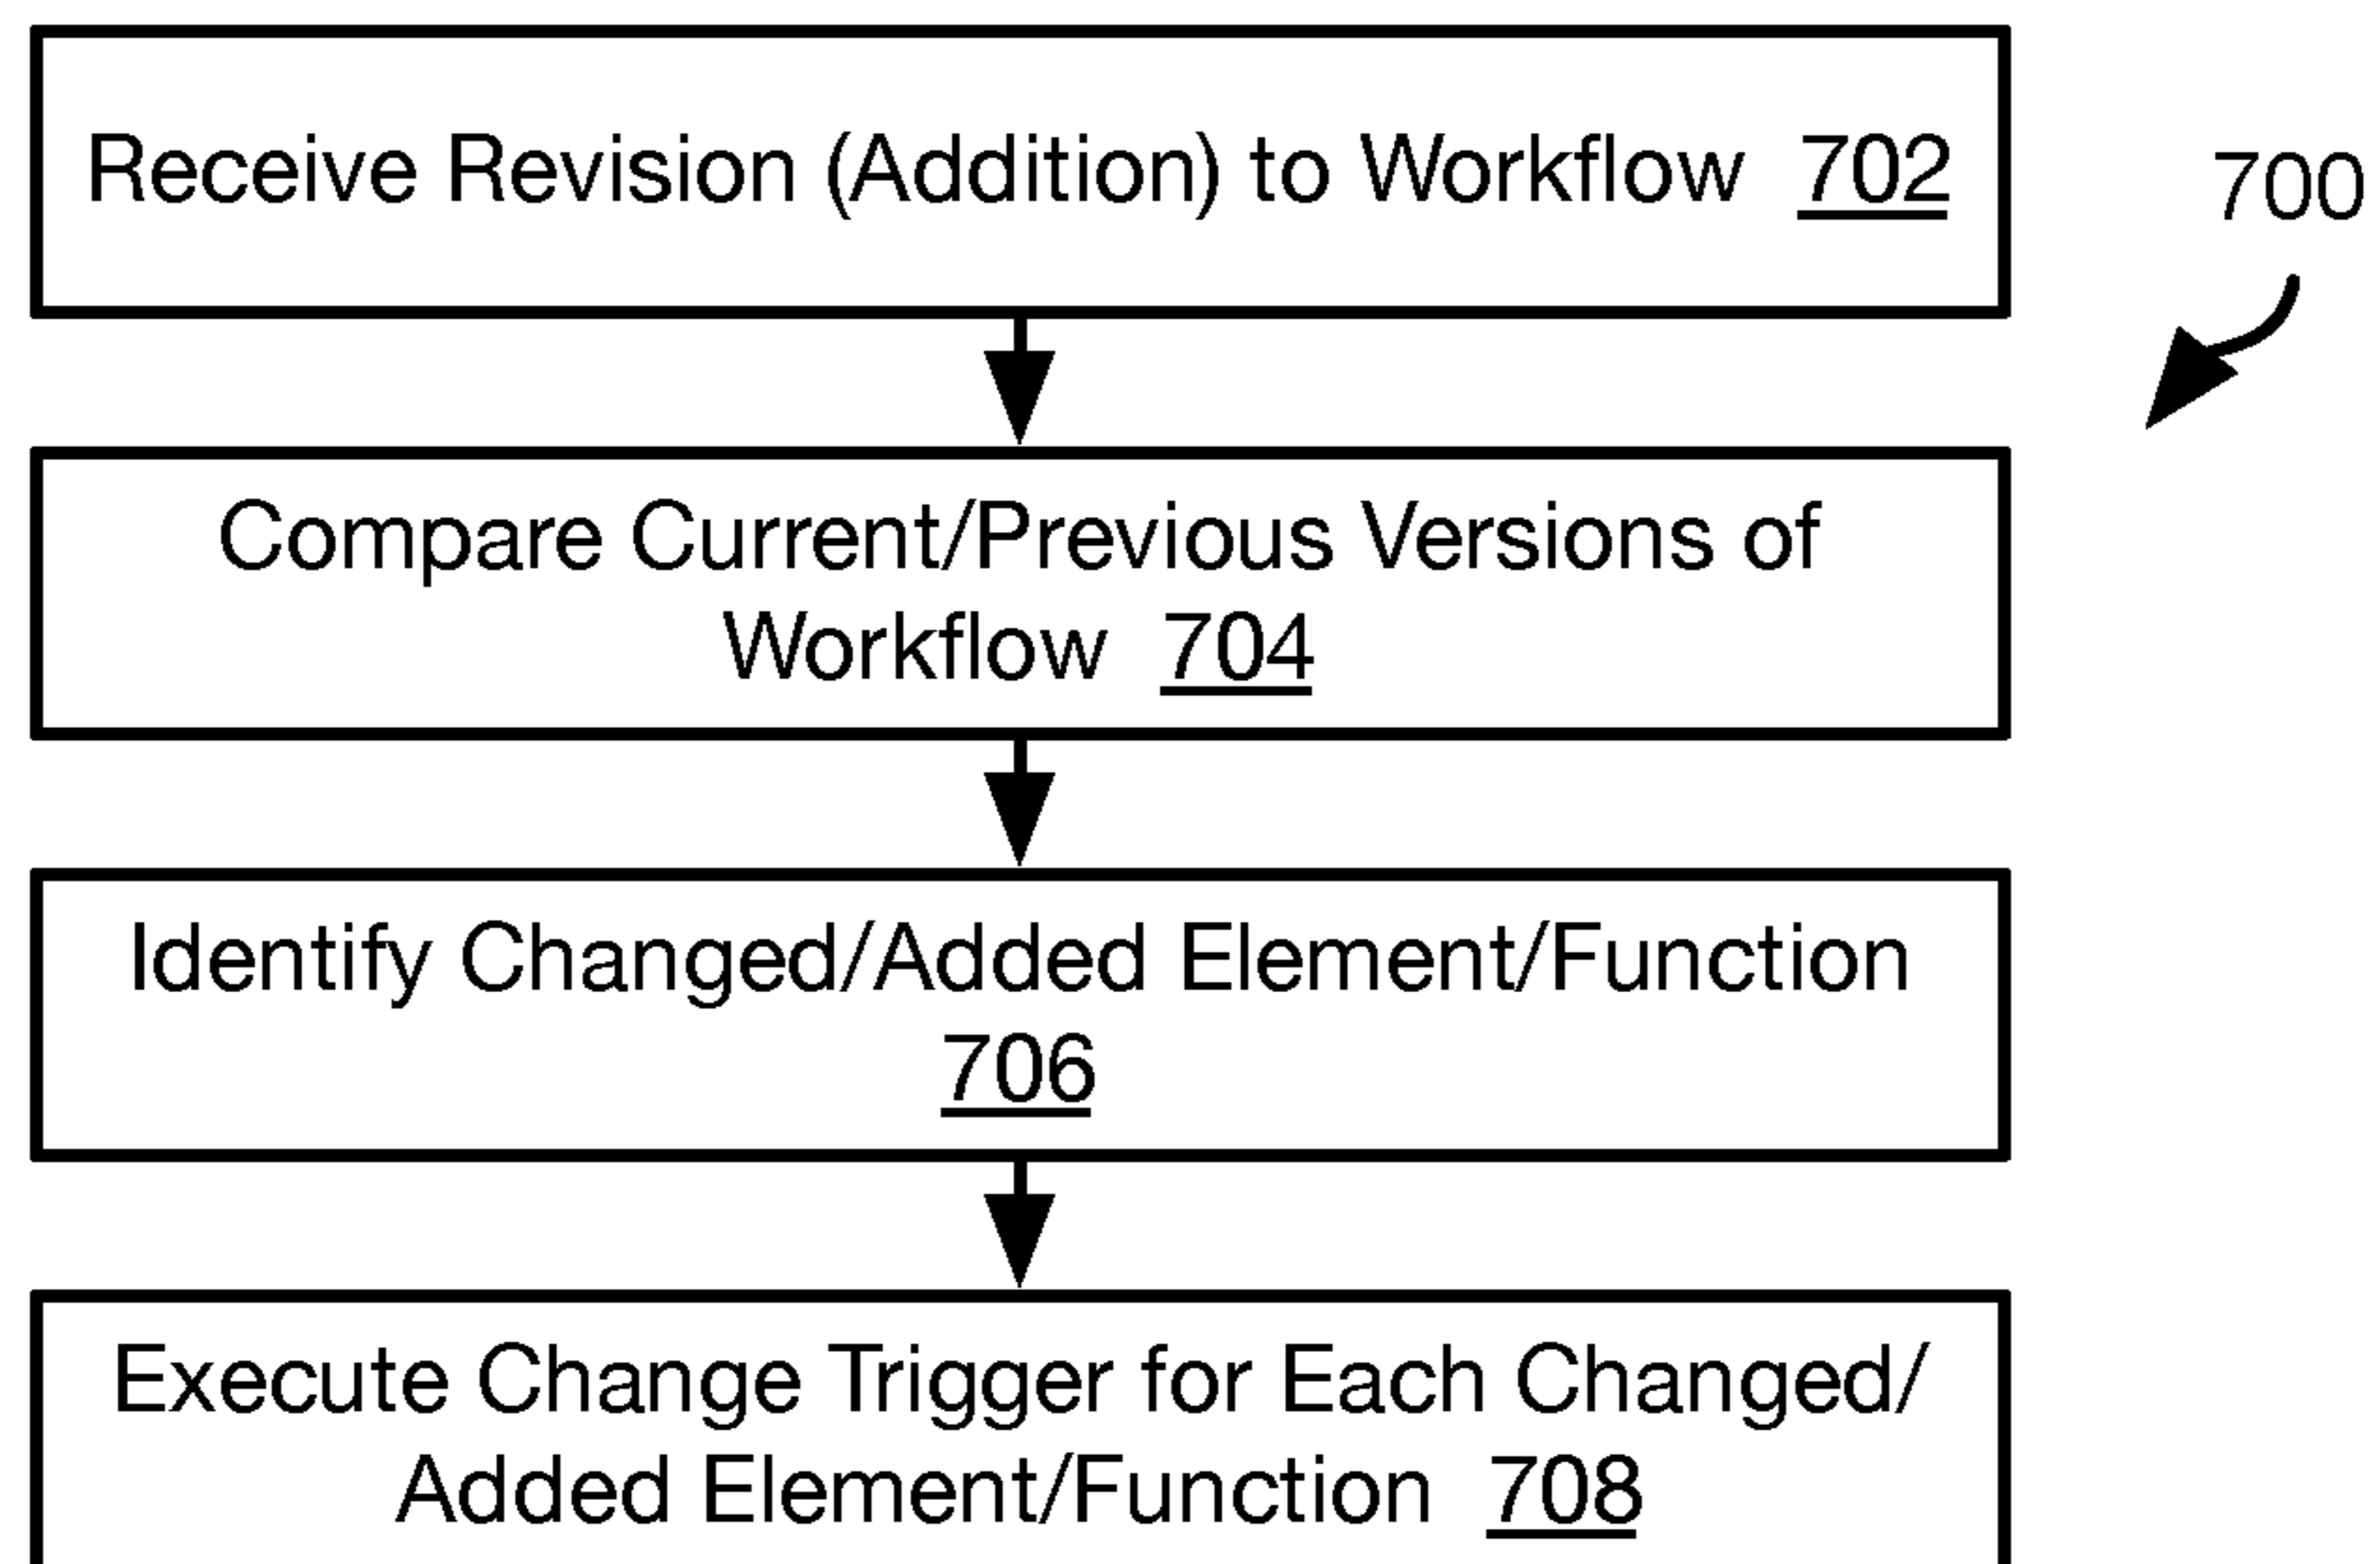 Receive Revision (Addition) to Workflow 702
700
Compare Current/Previous Versions of
Workflow 704
Identify Changed/Added Element/Function
706
Execute Change Trigger for Each Changed/
Added Element/Function 708